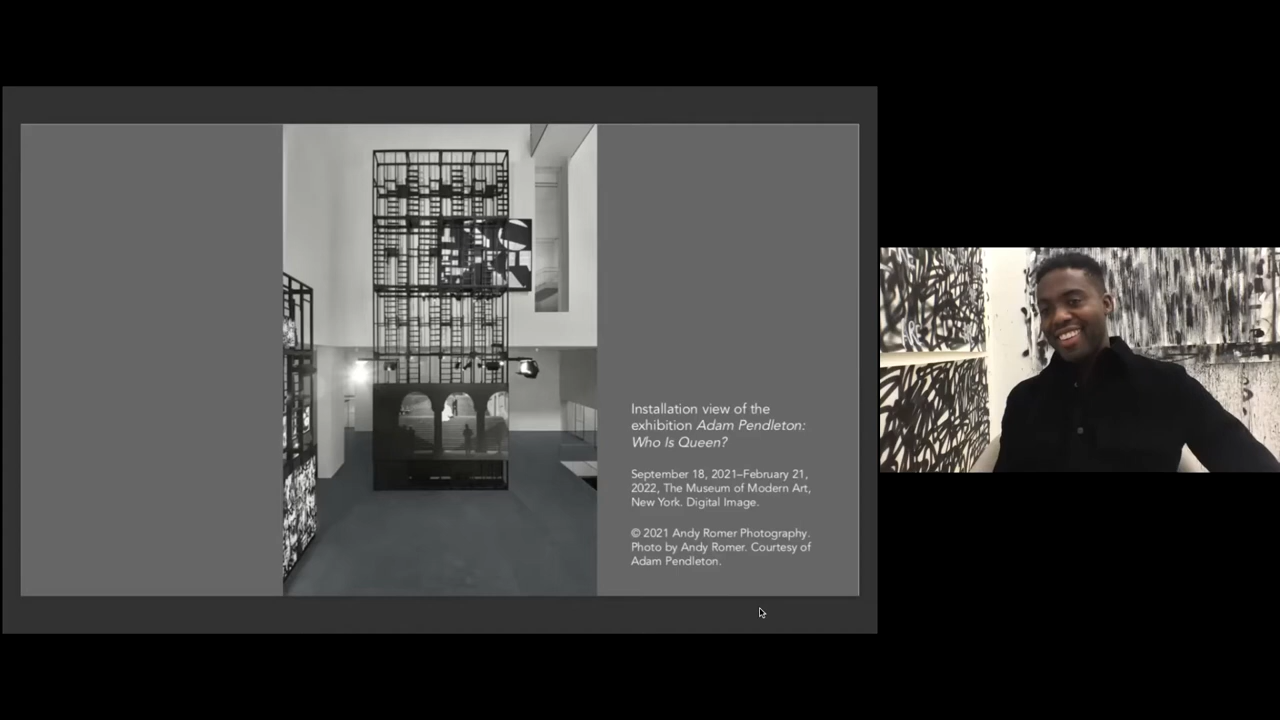 Installation view of the
exhibition Adam Pendleton:
Who Is Queen?
September 18, 2021–February 21,
2022, The Museum of Modern Art,
New York. Digital Image.
© 2021 Andy Romer Photography.
Photo by Andy Romer. Courtesy of
Adam Pendleton.